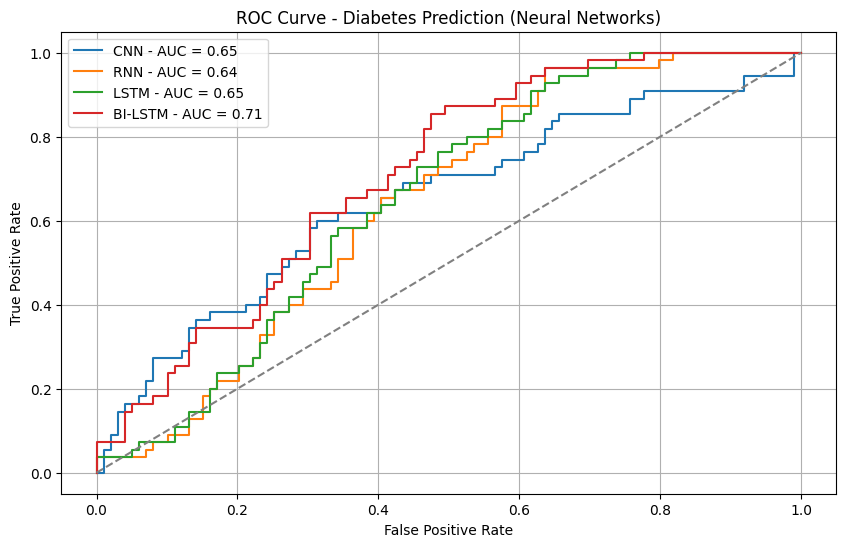 ROC Curve - Diabetes Prediction (Neural Networks)
CNN - AUC = 0.65
RNN - AUC = 0.64
LSTM - AUC = 0.65
BI-LSTM - AUC = 0.71
True Positive Rate
1.0
0.8
0.6
0.4
0.2
0.0
0.0 0.2 0.4 0.6 0.8 1.0
False Positive Rate